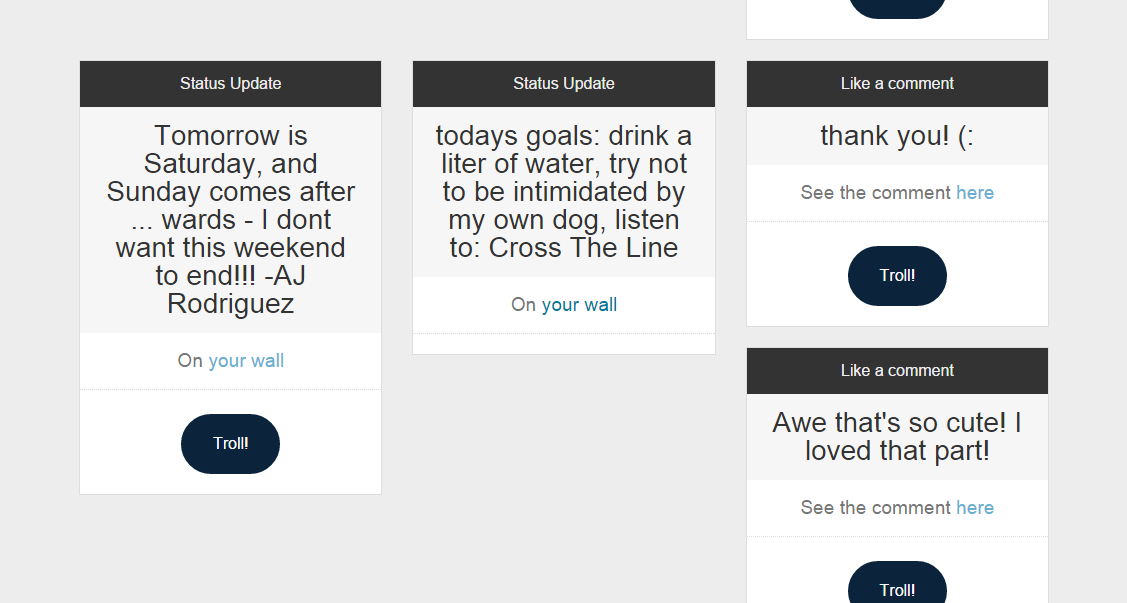 Status Update
Tomorrow is
Saturday, and
Sunday comes after
... wards - I dont
want this weekend
to end!!! -AJ
Rodriguez
On your wall
Troll!
Status Update
todays goals: drink a
liter of water, try not
to be intimidated by
my own dog, listen
to: Cross The Line
On your wall
Like a comment
thank you! (:
See the comment here
Troll!
Like a comment
Awe that's so cute! I
loved that part!
See the comment here
Troll!